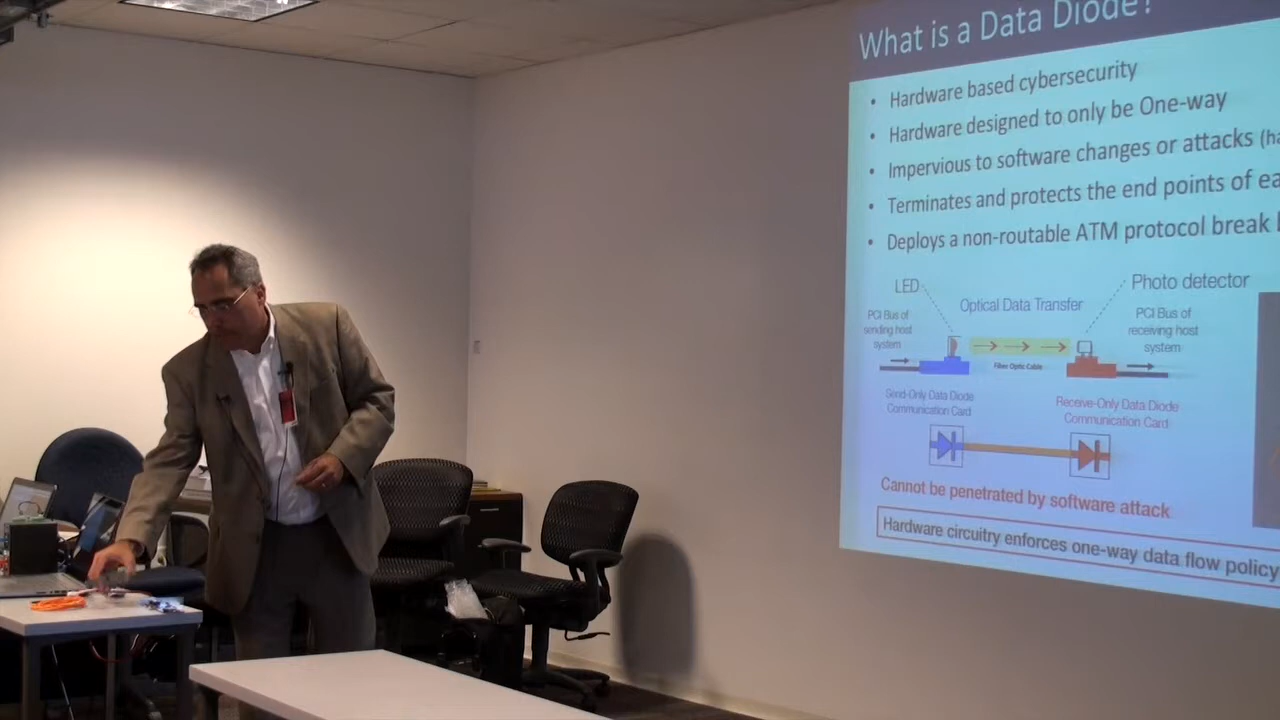 What is a Data Diode?
• Hardware based cybersecurity
• Hardware designed to only be One-way
• Impervious to software changes or attacks (ha
• Terminates and protects the end points of ea
• Deploys a non-routable ATM protocol break
LED
Optical Data Transfer
Photo detector
PCI Bus of
sending host
system
PCI Bus of
receiving host
system
Fiber Optic Cable
Send-Only Data Diode
Communication Card
Receive-Only Data Diode
Communication Card
Cannot be penetrated by software attack
Hardware circuitry enforces one-way data flow policy